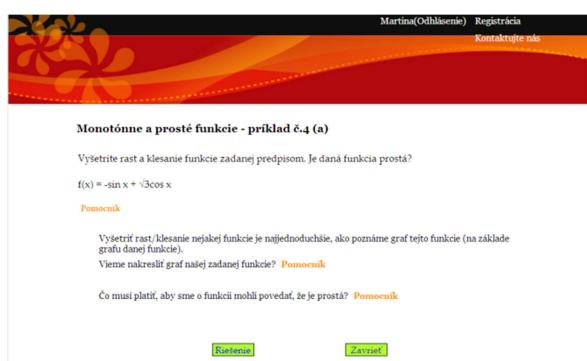 Martina(Odhlásenie) Registrácia
Kontaktujte nás
Monotónne a prosté funkcie - príklad č.4 (a)
Vyšetrite rast a klesanie funkcie zadanej predpisom. Je daná funkcia prostá?
f(x) = -sin x + √3cos x
Pomocník
Vyšetriť rast/klesanie nejakej funkcie je najjednoduchšie, ako poznáme graf tejto funkcie (na základe
grafu danej funkcie).
Vieme nakresliť graf našej zadanej funkcie? Pomocník
Čo musí platiť, aby sme o funkcii mohli povedať, že je prostá? Pomocník
Riešenie Zavrieť